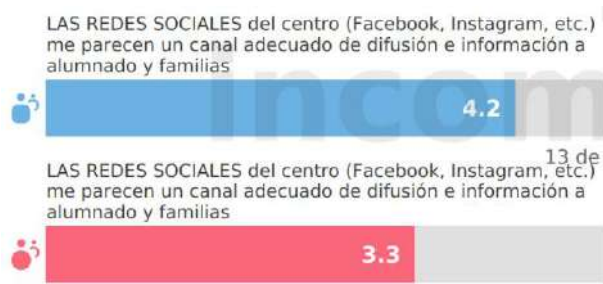 LAS REDES SOCIALES del centro (Facebook, Instagram, etc.)
me parecen un canal adecuado de difusión e información a
alumnado y familias
incom
4.2
13 de
LAS REDES SOCIALES del centro (Facebook, Instagram, etc.)
me parecen un canal adecuado de difusión e información a
alumnado y familias
3.3